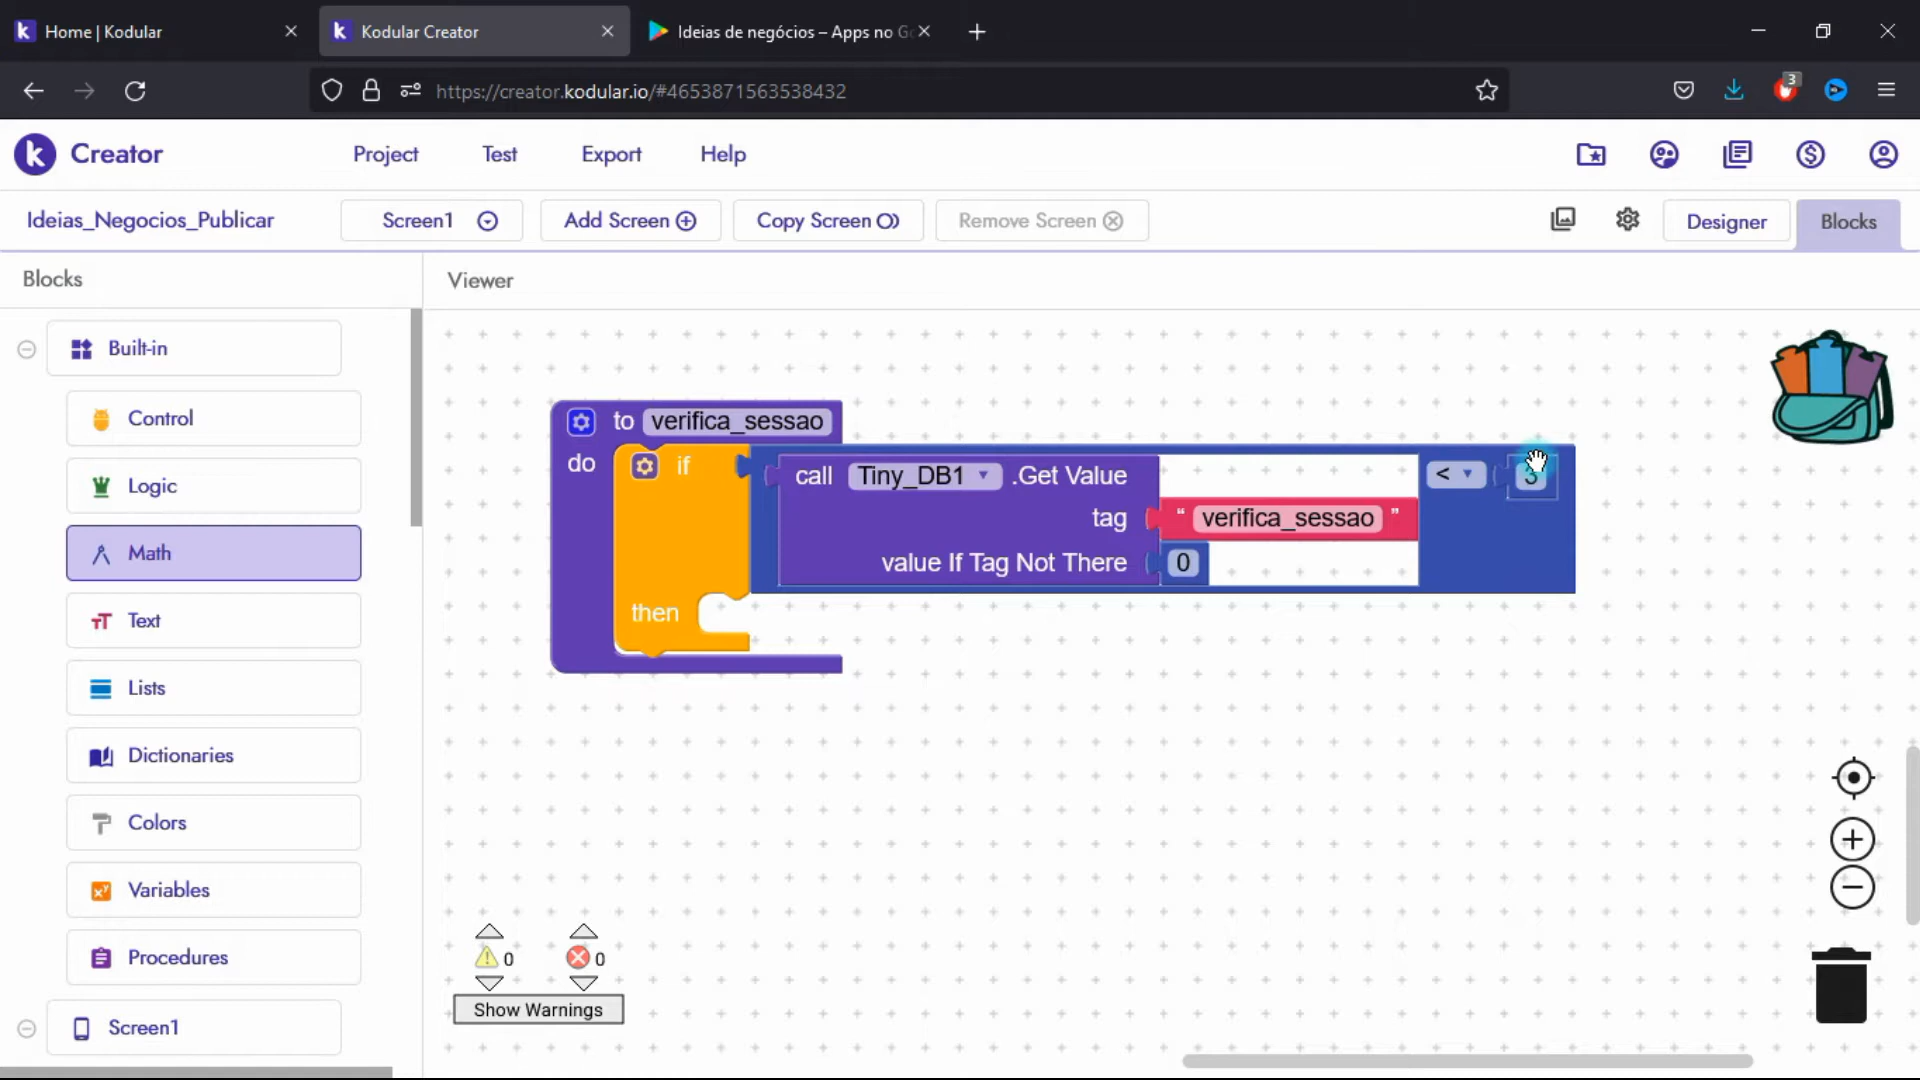 Home | Kodular
Kodular Creator
Ideias de negócios – Apps no Go
https://creator.kodular.io/#4653871563538432
3
k Creator
Project
Test
Export
Help
Ideias_Negocios_Publicar
Screen1
Add Screen
Copy Screen
Remove Screen
Designer
Blocks
Blocks
Viewer
Built-in
Control
Logic
Math
Text
Lists
Dictionaries
Colors
Variables
Procedures
Screen1
to verifica_sessao
do
if
call Tiny_DB1 .Get Value
< 3
tag
“ verifica_sessao ”
value If Tag Not There
0
then
0
0
Show Warnings